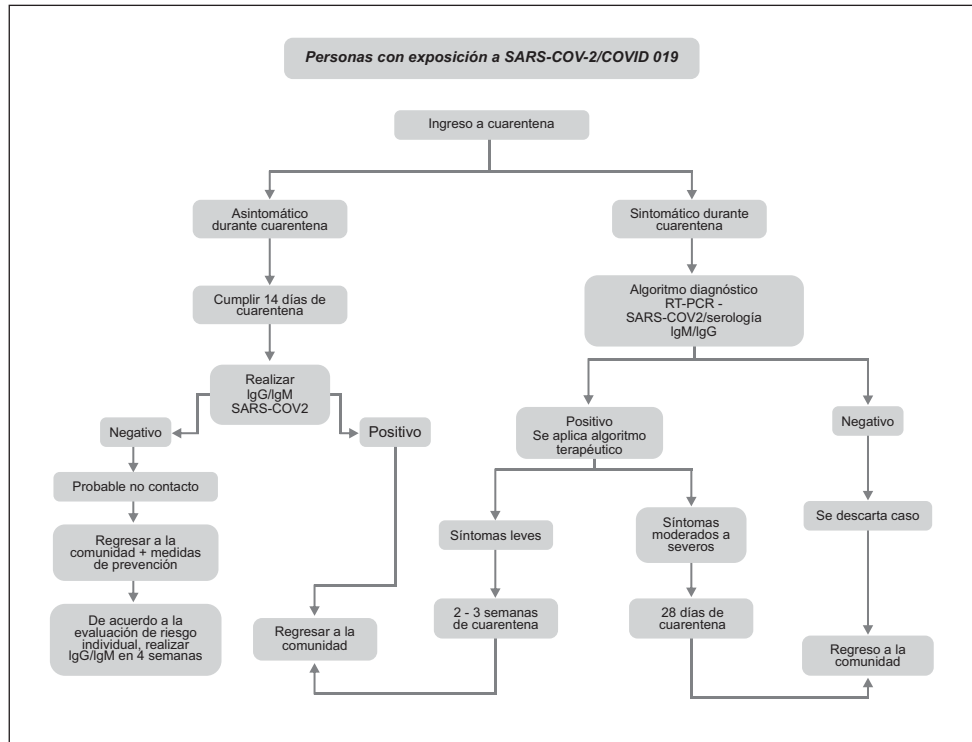 Personas con exposición a SARS-COV-2/COVID 019
Ingreso a cuarentena
Asintomático
durante cuarentena
Sintomático durante
cuarentena
Cumplir 14 días de
cuarentena
Algoritmo diagnóstico
RT-PCR -
SARS-COV2/serología
IgM/IgG
Realizar
IgG/IgM
SARS-COV2
Negativo
Positivo
Positivo
Se aplica algoritmo
terapéutico
Negativo
Probable no contacto
Síntomas leves
Síntomas
moderados a
severos
Se descarta caso
Regresar a la
comunidad + medidas
de prevención
De acuerdo a la
evaluación de riesgo
individual, realizar
IgG/IgM en 4 semanas
Regresar a la
comunidad
2 - 3 semanas
de cuarentena
28 días de
cuarentena
Regreso a la
comunidad